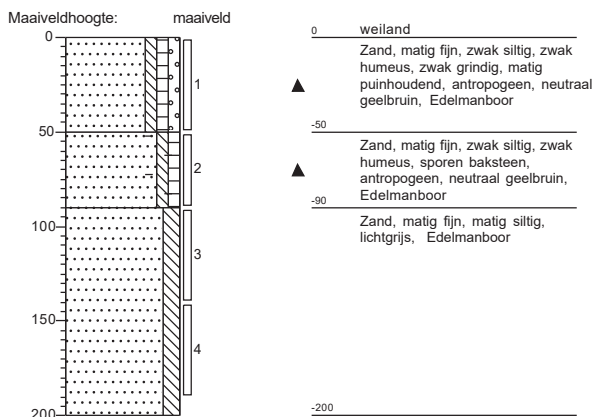 Maaiveldhoogte: maaiveld
0
50
100
150
200
1
2
3
4
0 weiland
Zand, matig fijn, zwak siltig, zwak
humeus, zwak grindig, matig
puinhoudend, antropogeen, neutraal
geelbruin, Edelmanboor
-50
Zand, matig fijn, zwak siltig, zwak
humeus, sporen baksteen,
antropogeen, neutraal geelbruin,
Edelmanboor
-90
Zand, matig fijn, matig siltig,
lichtgrijs, Edelmanboor
-200